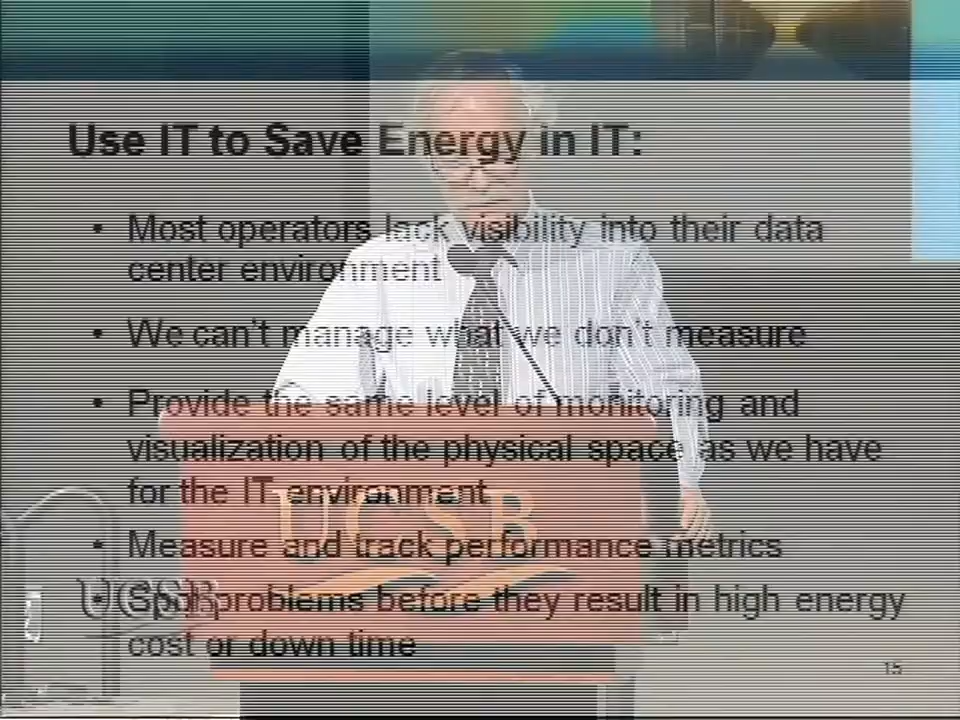 Use IT to Save Energy in IT:
• Most operators lack visibility into their data
center environment
• We can't manage what we don't measure
• Provide the same level of monitoring and
visualization of the physical space as we have
for the IT environment
UCSB
• Measure and track performance metrics
• Spot problems before they result in high energy
UCSB
cost or down time
15